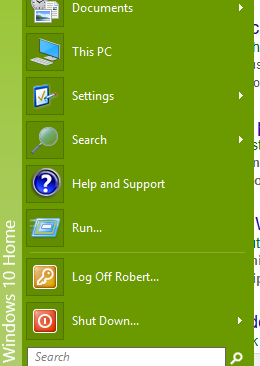 Documents
This PC
Settings
Search
Help and Support
Run...
Log Off Robert...
Shut Down...
Search
Windows 10 Home